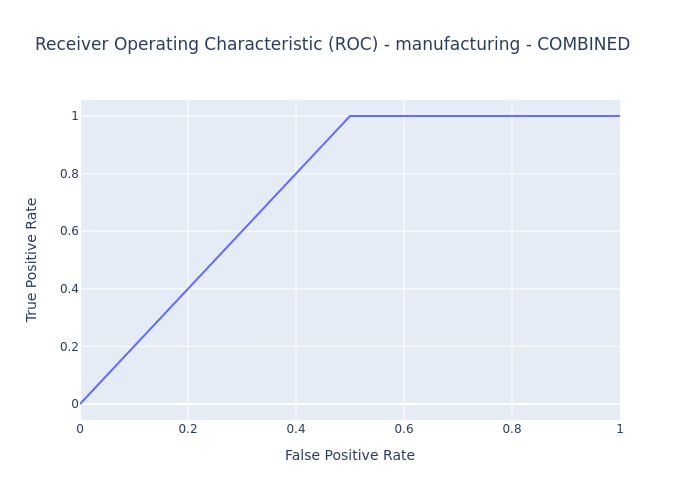 Receiver Operating Characteristic (ROC) - manufacturing - COMBINED
1
0.8
0.6
0.4
0.2
0
0 0.2 0.4 0.6 0.8 1
True Positive Rate
False Positive Rate